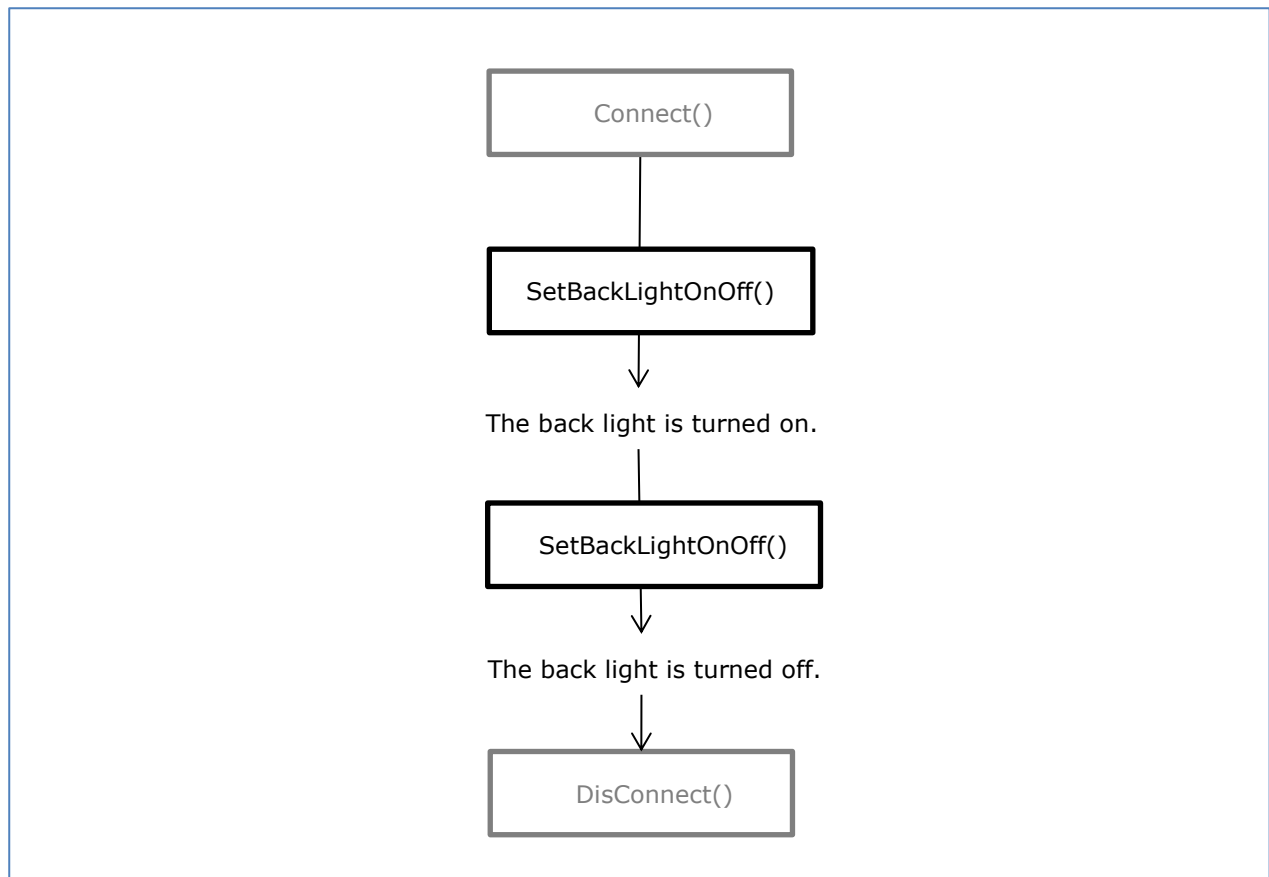 Connect()
SetBackLightOnOff()
The back light is turned on.
SetBackLightOnOff()
The back light is turned off.
DisConnect()